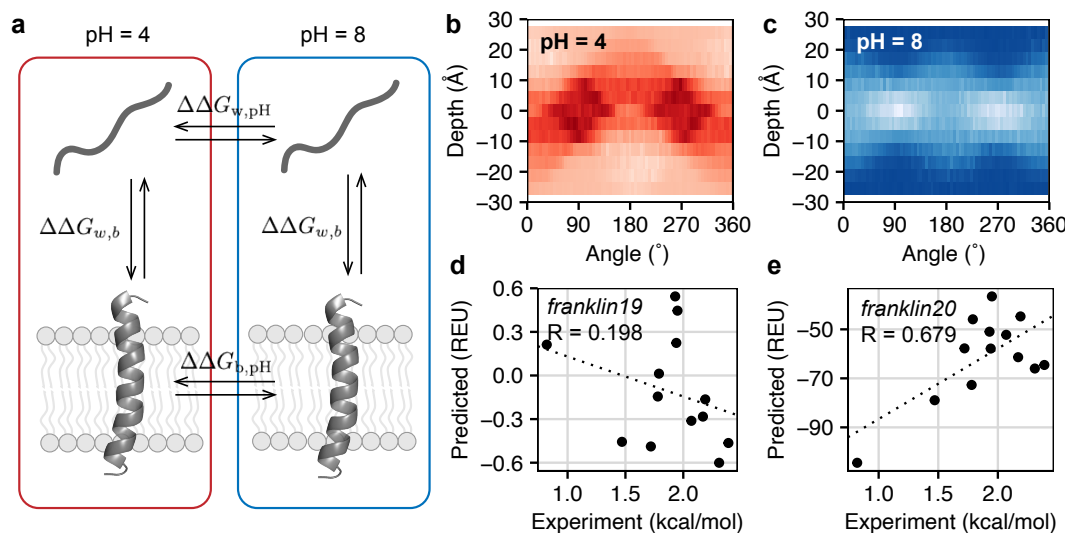 a
pH = 4
pH = 8
ΔΔG_{w,pH}
ΔΔG_{w,b}
ΔΔG_{w,b}
ΔΔG_{b,pH}
b
pH = 4
Depth (Å)
30
20
10
0
−10
−20
−30
0
90
180
270
360
Angle (°)
c
pH = 8
Depth (Å)
30
20
10
0
−10
−20
−30
0
90
180
270
360
Angle (°)
d
franklin19
R = 0.198
Predicted (REU)
0.6
0.3
0.0
−0.3
−0.6
1.0
1.5
2.0
Experiment (kcal/mol)
e
franklin20
R = 0.679
Predicted (REU)
−50
−70
−90
1.0
1.5
2.0
Experiment (kcal/mol)